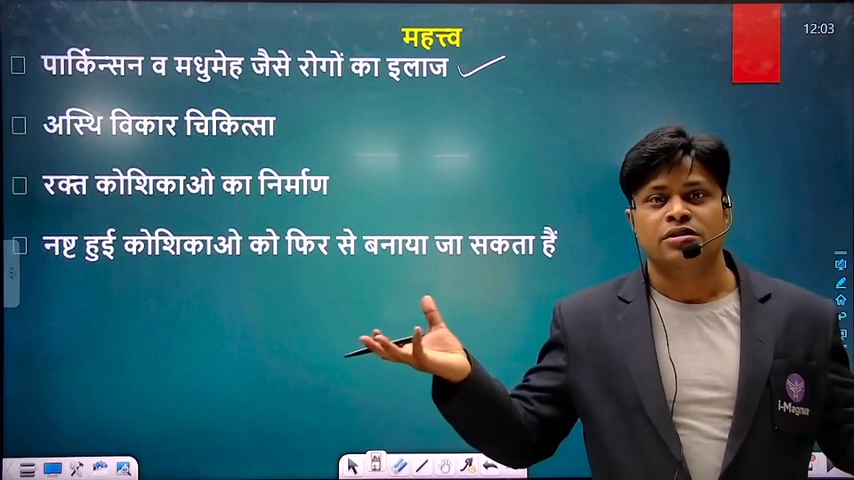 महत्त्व
12:03
पार्किन्सन व मधुमेह जैसे रोगों का इलाज
अस्थि विकार चिकित्सा
रक्त कोशिकाओ का निर्माण
नष्ट हुई कोशिकाओ को फिर से बनाया जा सकता हैं